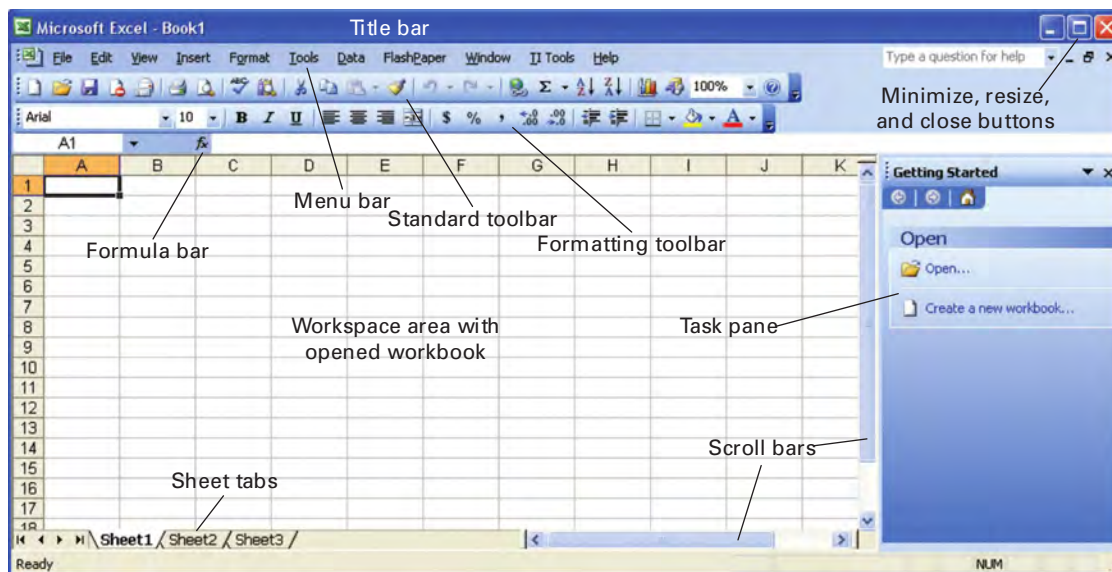 Microsoft Excel - Book1
Title bar
File Edit View Insert Format Tools Data FlashPaper Window TI Tools Help
Type a question for help
100%
Minimize, resize,
and close buttons
Arial 10 B I U $ % ,
A1 fx
A B C D E F G H I J K
Getting Started
1
2
3
4
5
6
7
8
9
10
11
12
13
14
15
16
17
18
Menu bar
Standard toolbar
Formatting toolbar
Formula bar
Open
Open...
Create a new workbook...
Workspace area with
opened workbook
Task pane
Scroll bars
Sheet tabs
Sheet1 Sheet2 Sheet3
Ready NUM